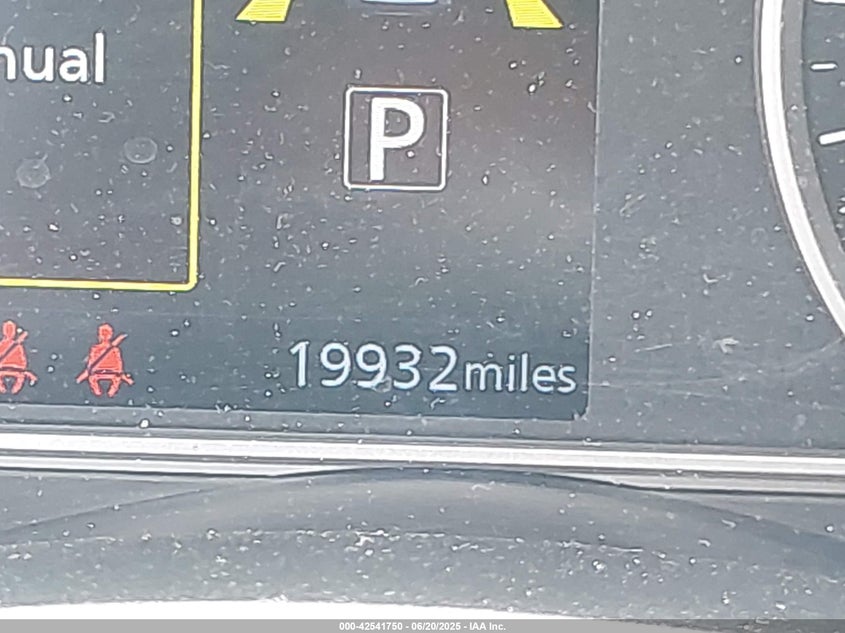 nual
P
19932miles
000-42541750 - 06/20/2025 - IAA Inc.